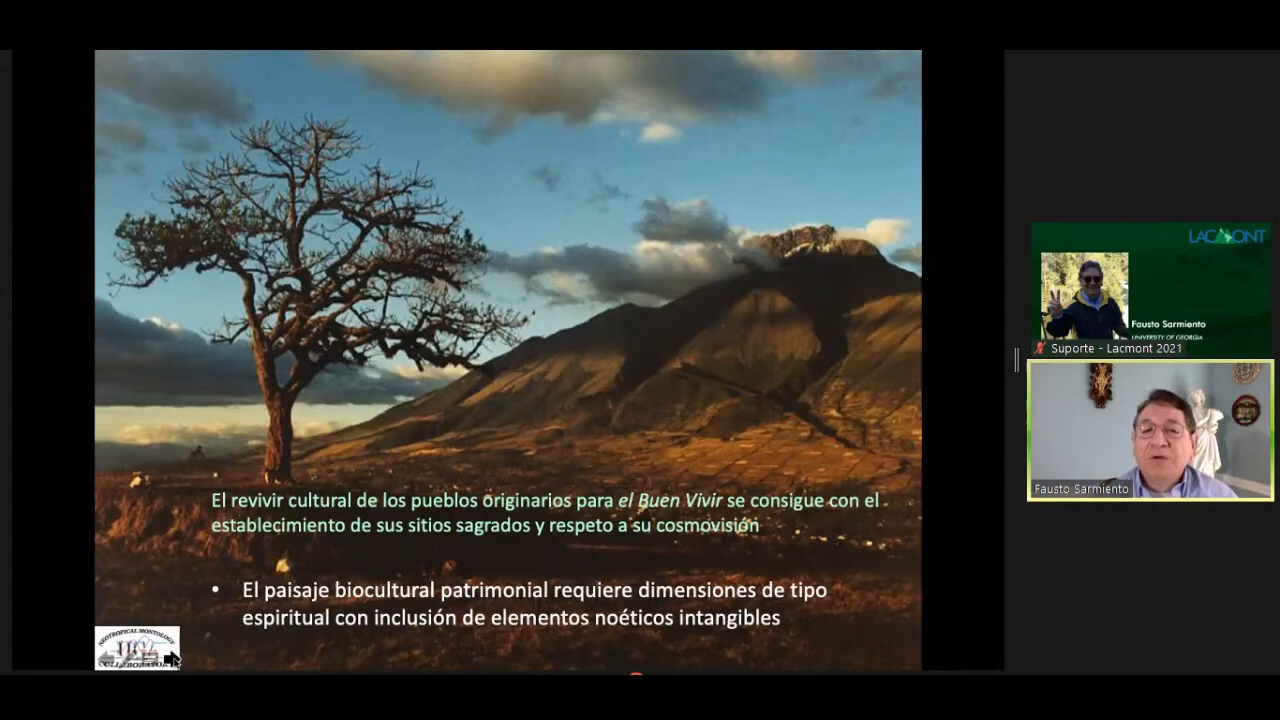 El revivir cultural de los pueblos originarios para el Buen Vivir se consigue con el
establecimiento de sus sitios sagrados y respeto a su cosmovisión
• El paisaje biocultural patrimonial requiere dimensiones de tipo
espiritual con inclusión de elementos noéticos intangibles
NEOTROPICAL MONTOLOGY
LACMONT
Fausto Sarmiento
UNIVERSITY OF GEORGIA
Suporte - Lacmont 2021
Fausto Sarmiento